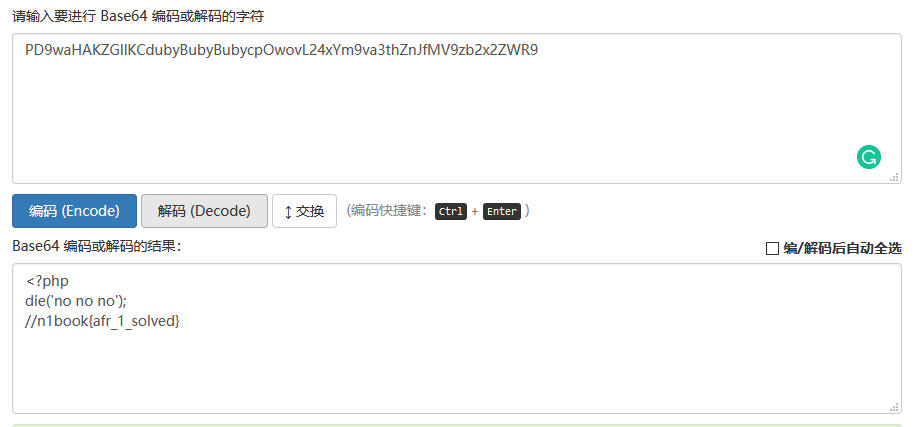 请输入要进行 Base64 编码或解码的字符
PD9waHAKZGllKCdubyBubyBubycpOwovL24xYm9va3thZnJfMV9zb2x2ZWR9
编码 (Encode) 解码 (Decode) ↕ 交换 (编码快捷键： Ctrl + Enter )
Base64 编码或解码的结果： 编/解码后自动全选
<?php
die('no no no');
//n1book{afr_1_solved}